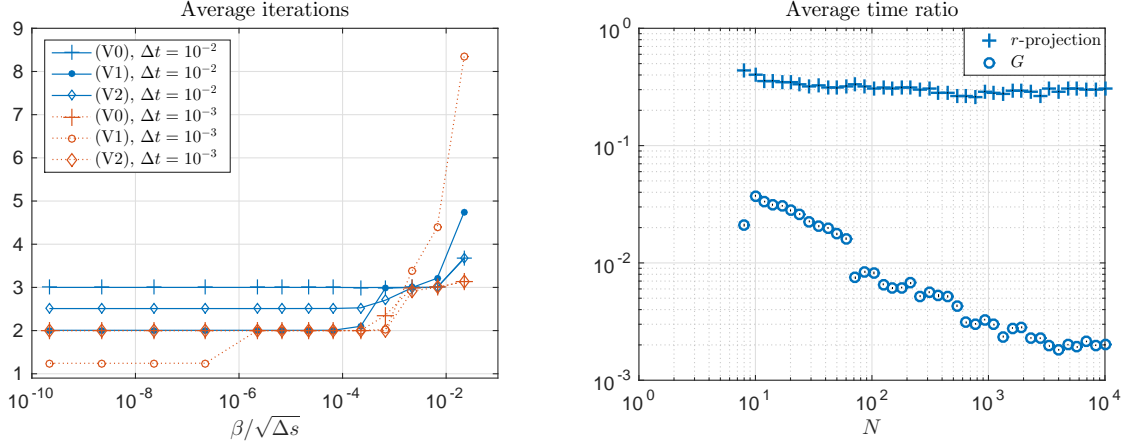 Average iterations
9
8
7
6
5
4
3
2
1
(V0), Δt = 10^{-2}
(V1), Δt = 10^{-2}
(V2), Δt = 10^{-2}
(V0), Δt = 10^{-3}
(V1), Δt = 10^{-3}
(V2), Δt = 10^{-3}
10^{-10} 10^{-8} 10^{-6} 10^{-4} 10^{-2}
β/√Δs
Average time ratio
10^0
10^{-1}
10^{-2}
10^{-3}
r-projection
G
10^0 10^1 10^2 10^3 10^4
N